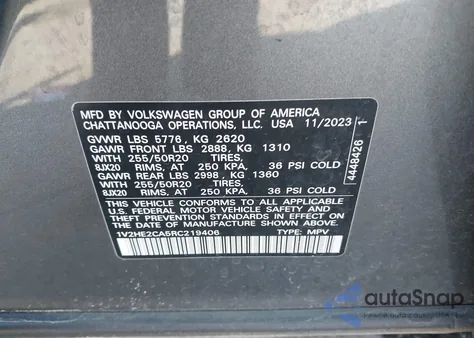 MFD BY VOLKSWAGEN GROUP OF AMERICA
CHATTANOOGA OPERATIONS, LLC. USA 11/2023
GVWR LBS 5776, KG 2620
GAWR FRONT LBS 2888, KG 1310
WITH 255/50R20 TIRES,
8JX20 RIMS, AT 250 KPA, 36 PSI COLD
GAWR REAR LBS 2998, KG 1360
WITH 255/50R20 TIRES,
8JX20 RIMS, AT 250 KPA, 36 PSI COLD
THIS VEHICLE CONFORMS TO ALL APPLICABLE
U.S. FEDERAL MOTOR VEHICLE SAFETY AND
THEFT PREVENTION STANDARDS IN EFFECT ON
THE DATE OF MANUFACTURE SHOWN ABOVE.
1V2HE2CA5RC219406 TYPE: MPV
4448426
autoSnap